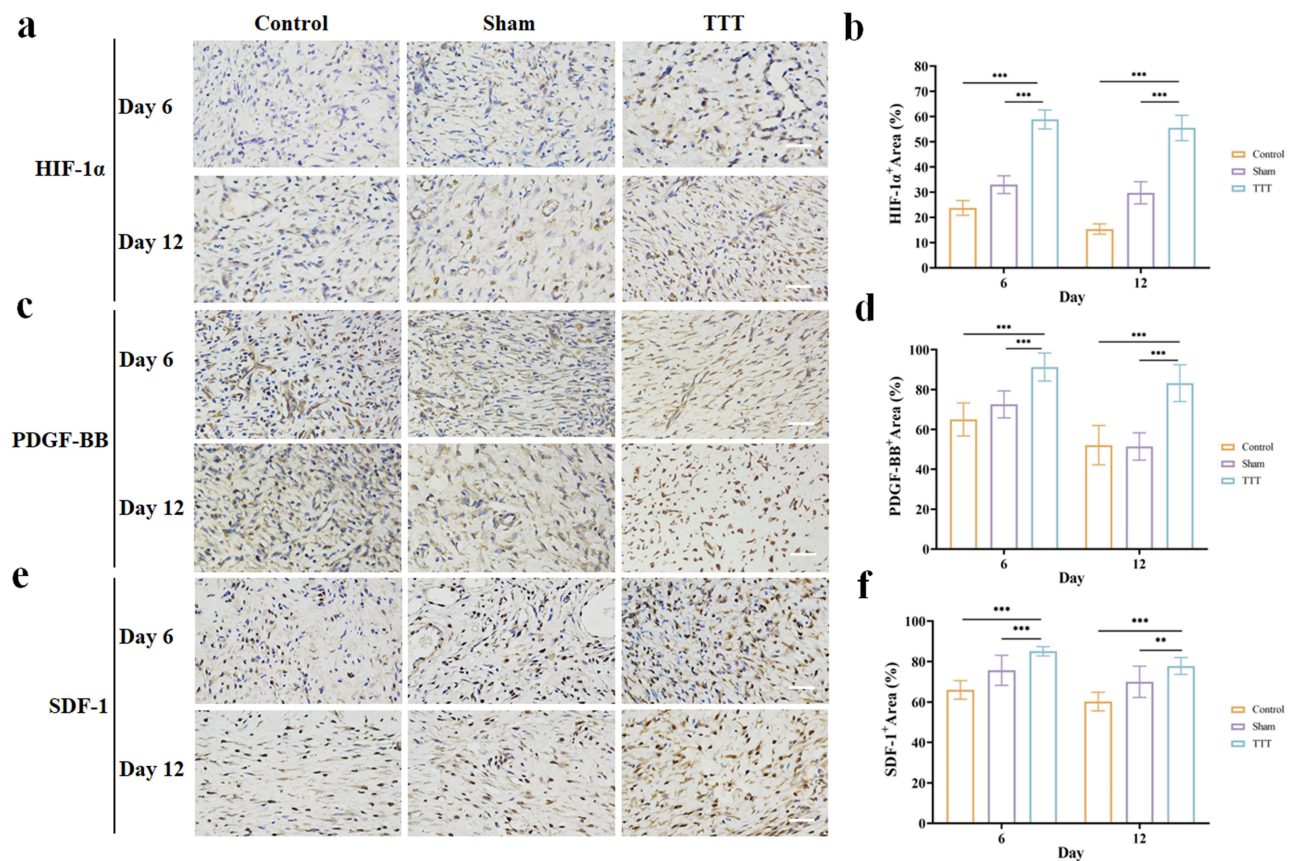 a
Control
Sham
TTT
HIF-1α
Day 6
Day 12
b
HIF-1α⁺ Area (%)
80
70
60
50
40
30
20
10
0
***
***
***
***
6
12
Day
Control
Sham
TTT
c
PDGF-BB
Day 6
Day 12
d
PDGF-BB⁺ Area (%)
100
80
60
40
20
0
***
***
***
***
6
12
Day
Control
Sham
TTT
e
SDF-1
Day 6
Day 12
f
SDF-1⁺ Area (%)
100
80
60
40
20
0
***
***
***
**
6
12
Day
Control
Sham
TTT